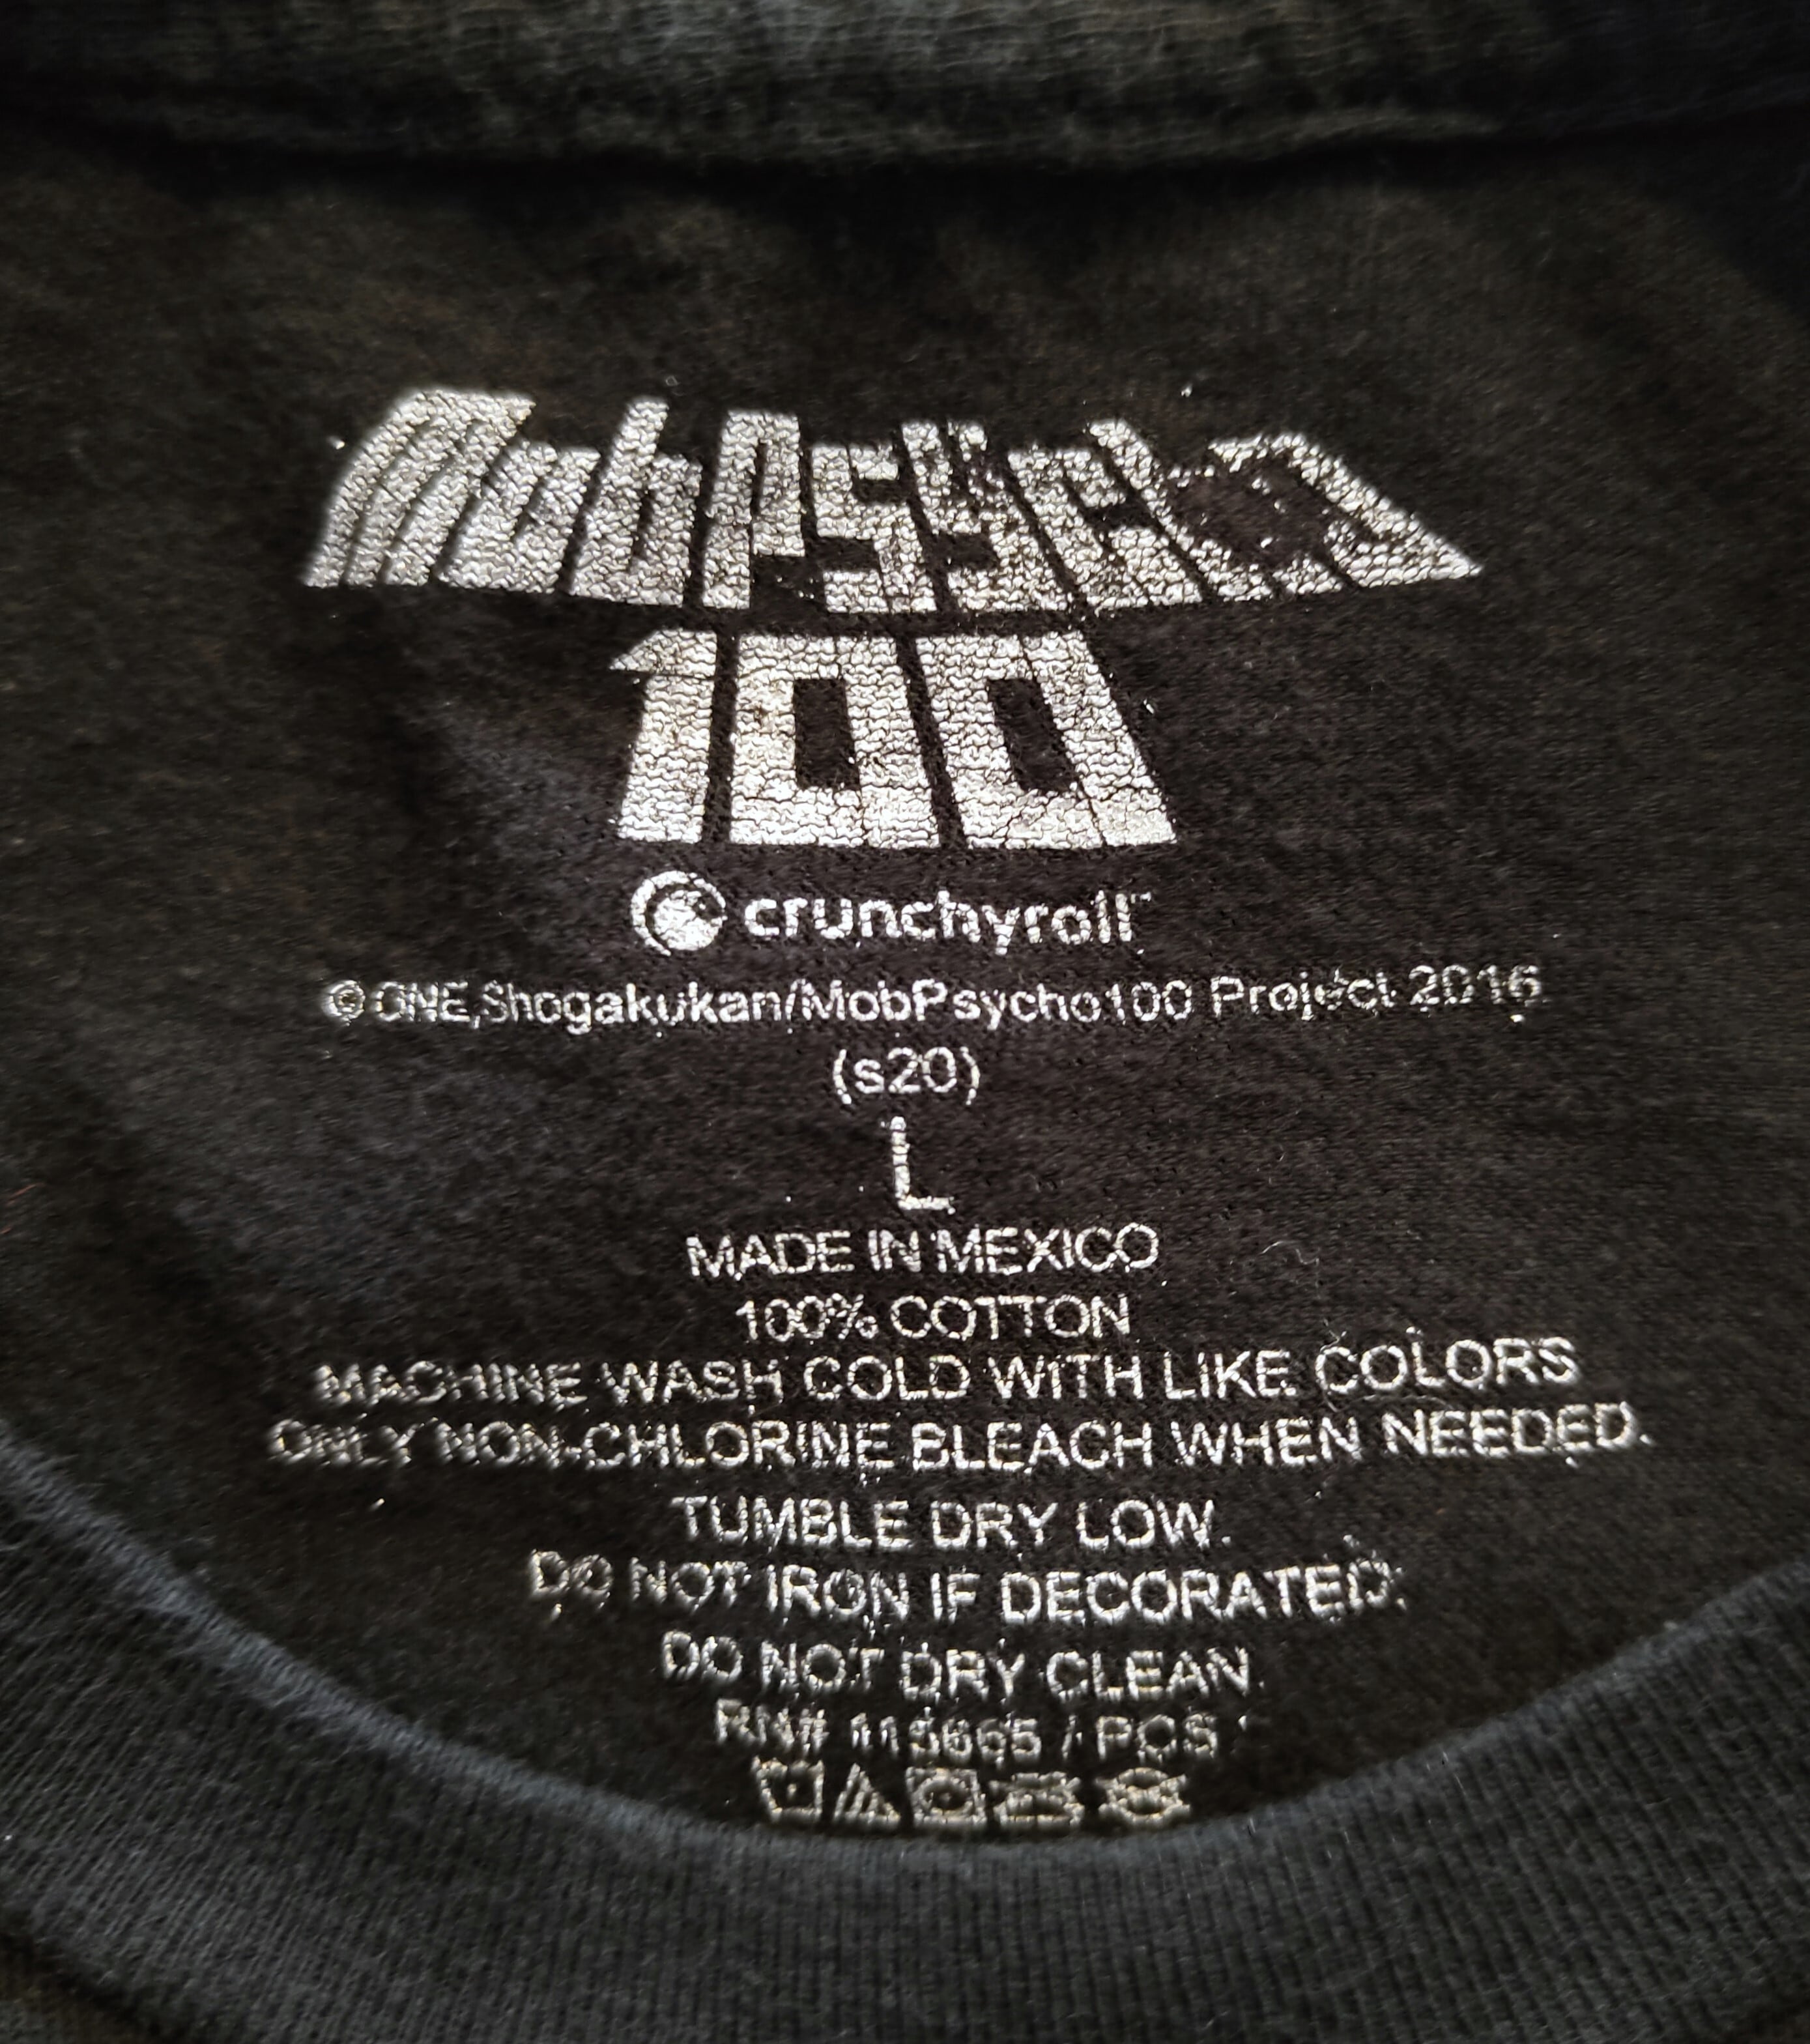 Mob Psycho
100
crunchyroll™
© ONE,Shogakukan/MobPsycho100 Project 2016
(s20)
L
MADE IN MEXICO
100% COTTON
MACHINE WASH COLD WITH LIKE COLORS
ONLY NON-CHLORINE BLEACH WHEN NEEDED.
TUMBLE DRY LOW.
DO NOT IRON IF DECORATED.
DO NOT DRY CLEAN.
RN# 115665 / PCS